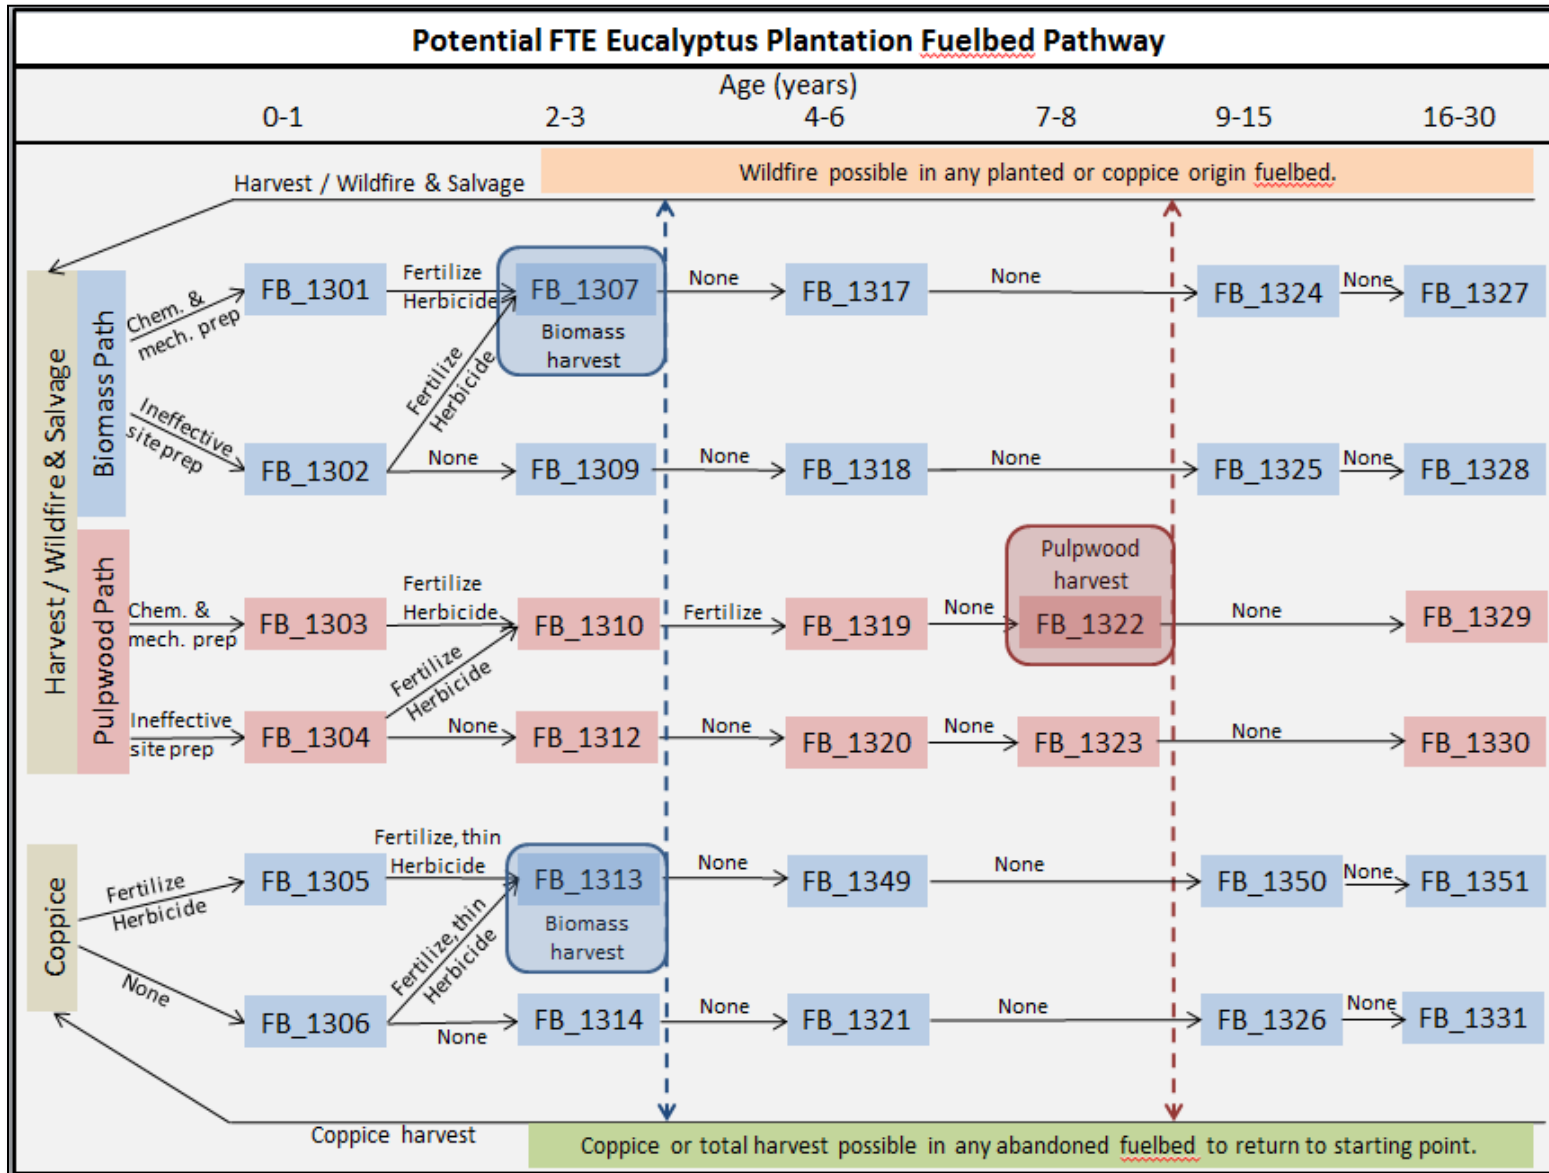 Potential FTE Eucalyptus Plantation Fuelbed Pathway
Age (years)
0-1 2-3 4-6 7-8 9-15 16-30
Wildfire possible in any planted or coppice origin fuelbed.
Harvest / Wildfire & Salvage
Harvest / Wildfire & Salvage
Biomass Path
Chem. &
mech. prep
FB_1301
Fertilize
Herbicide
FB_1307
Biomass
harvest
None
FB_1317
None
FB_1324
None
FB_1327
Ineffective
site prep
FB_1302
Fertilize
Herbicide
None
FB_1309
None
FB_1318
None
FB_1325
None
FB_1328
Pulpwood Path
Chem. &
mech. prep
FB_1303
Fertilize
Herbicide
FB_1310
Fertilize
FB_1319
None
Pulpwood
harvest
FB_1322
None
FB_1329
Ineffective
site prep
FB_1304
Fertilize
Herbicide
None
FB_1312
None
FB_1320
None
FB_1323
None
FB_1330
Coppice
Fertilize
Herbicide
FB_1305
Fertilize, thin
Herbicide
FB_1313
Biomass
harvest
None
FB_1349
None
FB_1350
None
FB_1351
None
FB_1306
Fertilize, thin
Herbicide
None
FB_1314
None
FB_1321
None
FB_1326
None
FB_1331
Coppice harvest
Coppice or total harvest possible in any abandoned fuelbed to return to starting point.